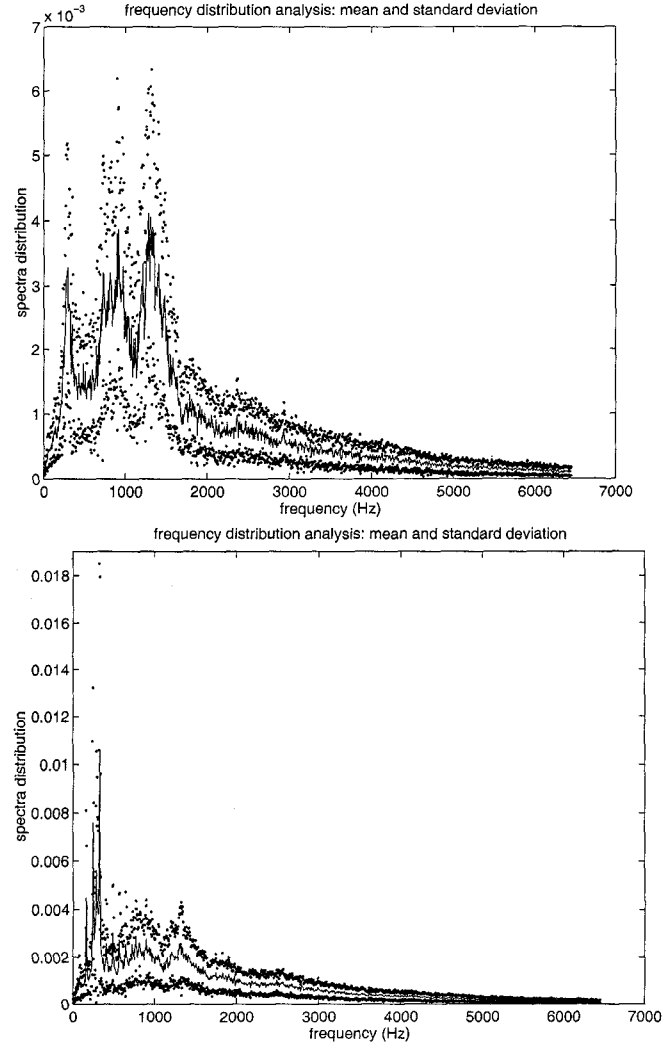 frequency distribution analysis: mean and standard deviation
7 × 10⁻³
6
5
4
3
2
1
0
spectra distribution
0 1000 2000 3000 4000 5000 6000 7000
frequency (Hz)
frequency distribution analysis: mean and standard deviation
0.018
0.016
0.014
0.012
0.01
0.008
0.006
0.004
0.002
0
spectra distribution
0 1000 2000 3000 4000 5000 6000 7000
frequency (Hz)